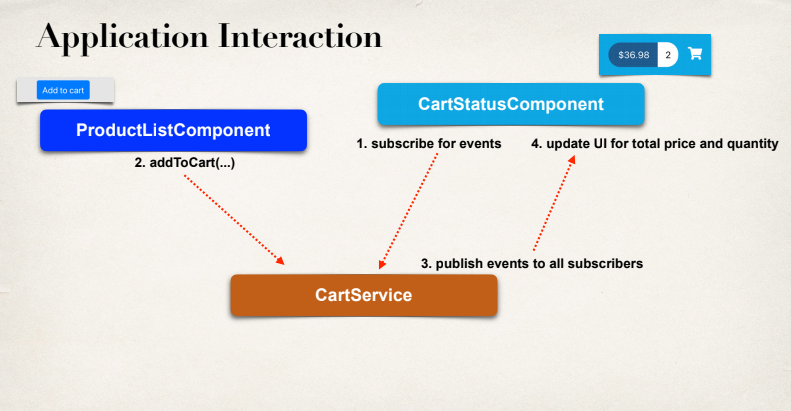 Application Interaction
$36.98 2
Add to cart
ProductListComponent
CartStatusComponent
1. subscribe for events
4. update UI for total price and quantity
2. addToCart(...)
3. publish events to all subscribers
CartService